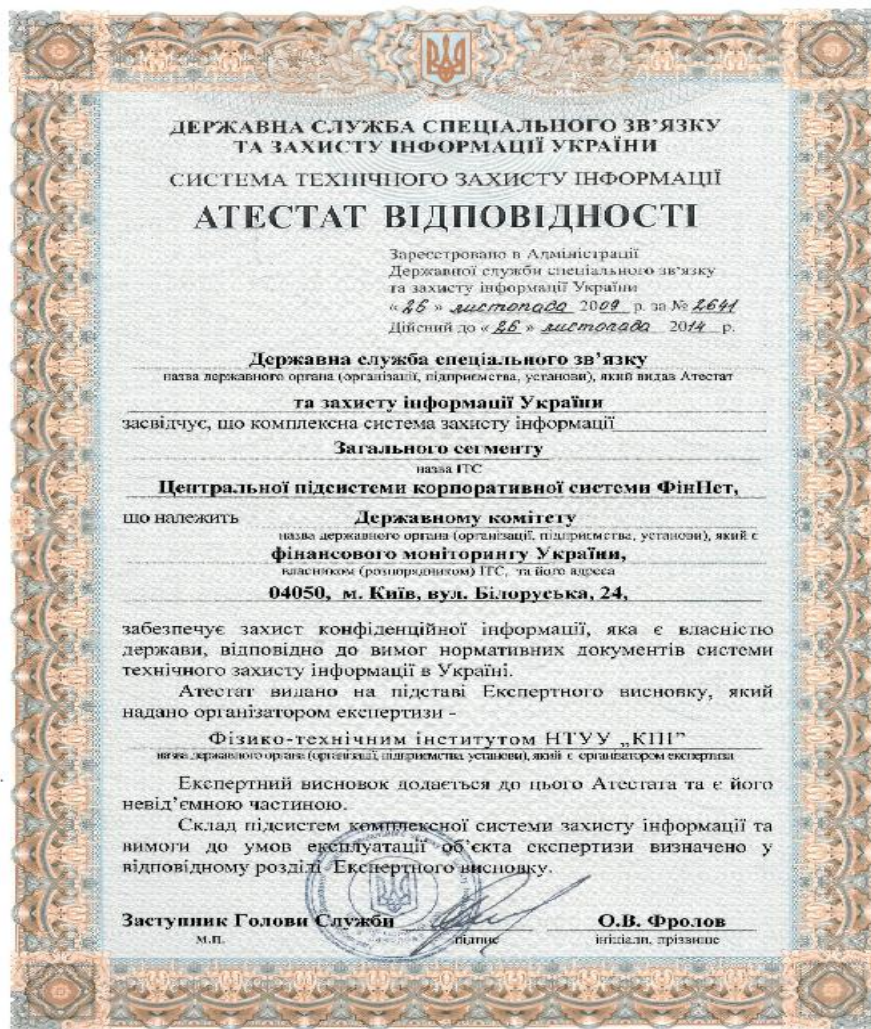 ДЕРЖАВНА СЛУЖБА СПЕЦІАЛЬНОГО ЗВ’ЯЗКУ
ТА ЗАХИСТУ ІНФОРМАЦІЇ УКРАЇНИ
СИСТЕМА ТЕХНІЧНОГО ЗАХИСТУ ІНФОРМАЦІЇ
АТЕСТАТ ВІДПОВІДНОСТІ
Зареєстровано в Адміністрації
Державної служби спеціального зв’язку
та захисту інформації України
« 26 » листопада 2009 р. за № 2641
Дійсний до « 26 » листопада 2014 р.
Державна служба спеціального зв’язку
назва державного органа (організації, підприємства, установи), який видав Атестат
та захисту інформації України
засвідчує, що комплексна система захисту інформації
Загального сегменту
назва ІТС
Центральної підсистеми корпоративної системи ФінНет,
що належить Державному комітету
назва державного органа (організації, підприємства, установи), який є
фінансового моніторингу України,
власником (розпорядником) ІТС, та його адреса
04050, м. Київ, вул. Білоруська, 24,
забезпечує захист конфіденційної інформації, яка є власністю
держави, відповідно до вимог нормативних документів системи
технічного захисту інформації в Україні.
Атестат видано на підставі Експертного висновку, який
надано організатором експертизи -
Фізико-технічним інститутом НТУУ „КПІ”
назва державного органа (організації, підприємства, установи), який є організатором експертизи
Експертний висновок додається до цього Атестата та є його
невід’ємною частиною.
Склад підсистем комплексної системи захисту інформації та
вимоги до умов експлуатації об’єкта експертизи визначено у
відповідному розділі Експертного висновку.
Заступник Голови Служби О.В. Фролов
м.п. підпис ініціали, прізвище